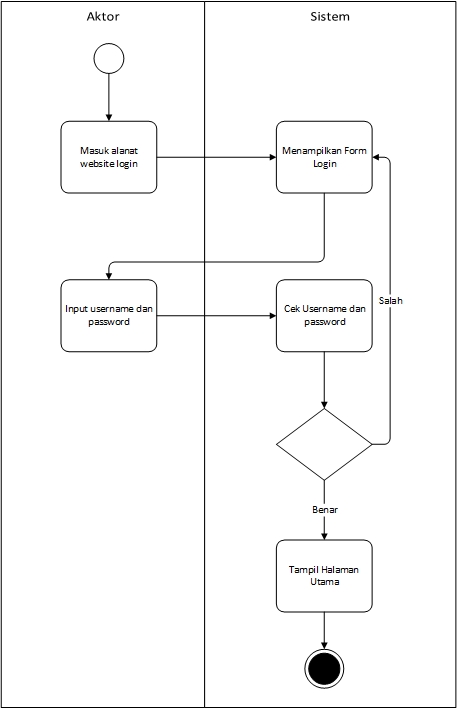 Sistem
Menampilkan Form
Login
Salah
Cek Username dan
password
Benar
Tampil Halaman
Utama
Aktor
Masuk alanat
website login
Input username dan
password